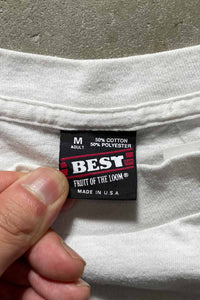 M 50% COTTON
ADULT 50% POLYESTER
BEST
FRUIT OF THE LOOM®
MADE IN U.S.A